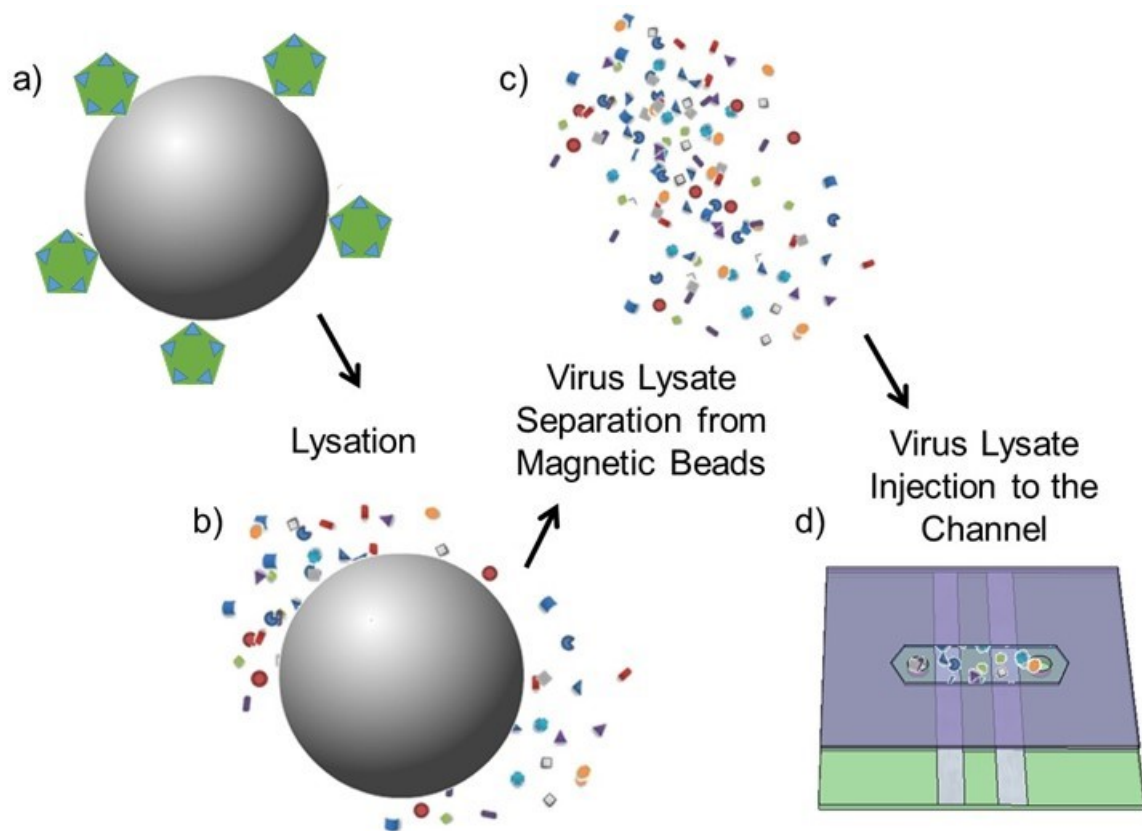 a)
Lysation
b)
Virus Lysate
Separation from
Magnetic Beads
c)
Virus Lysate
Injection to the
Channel
d)